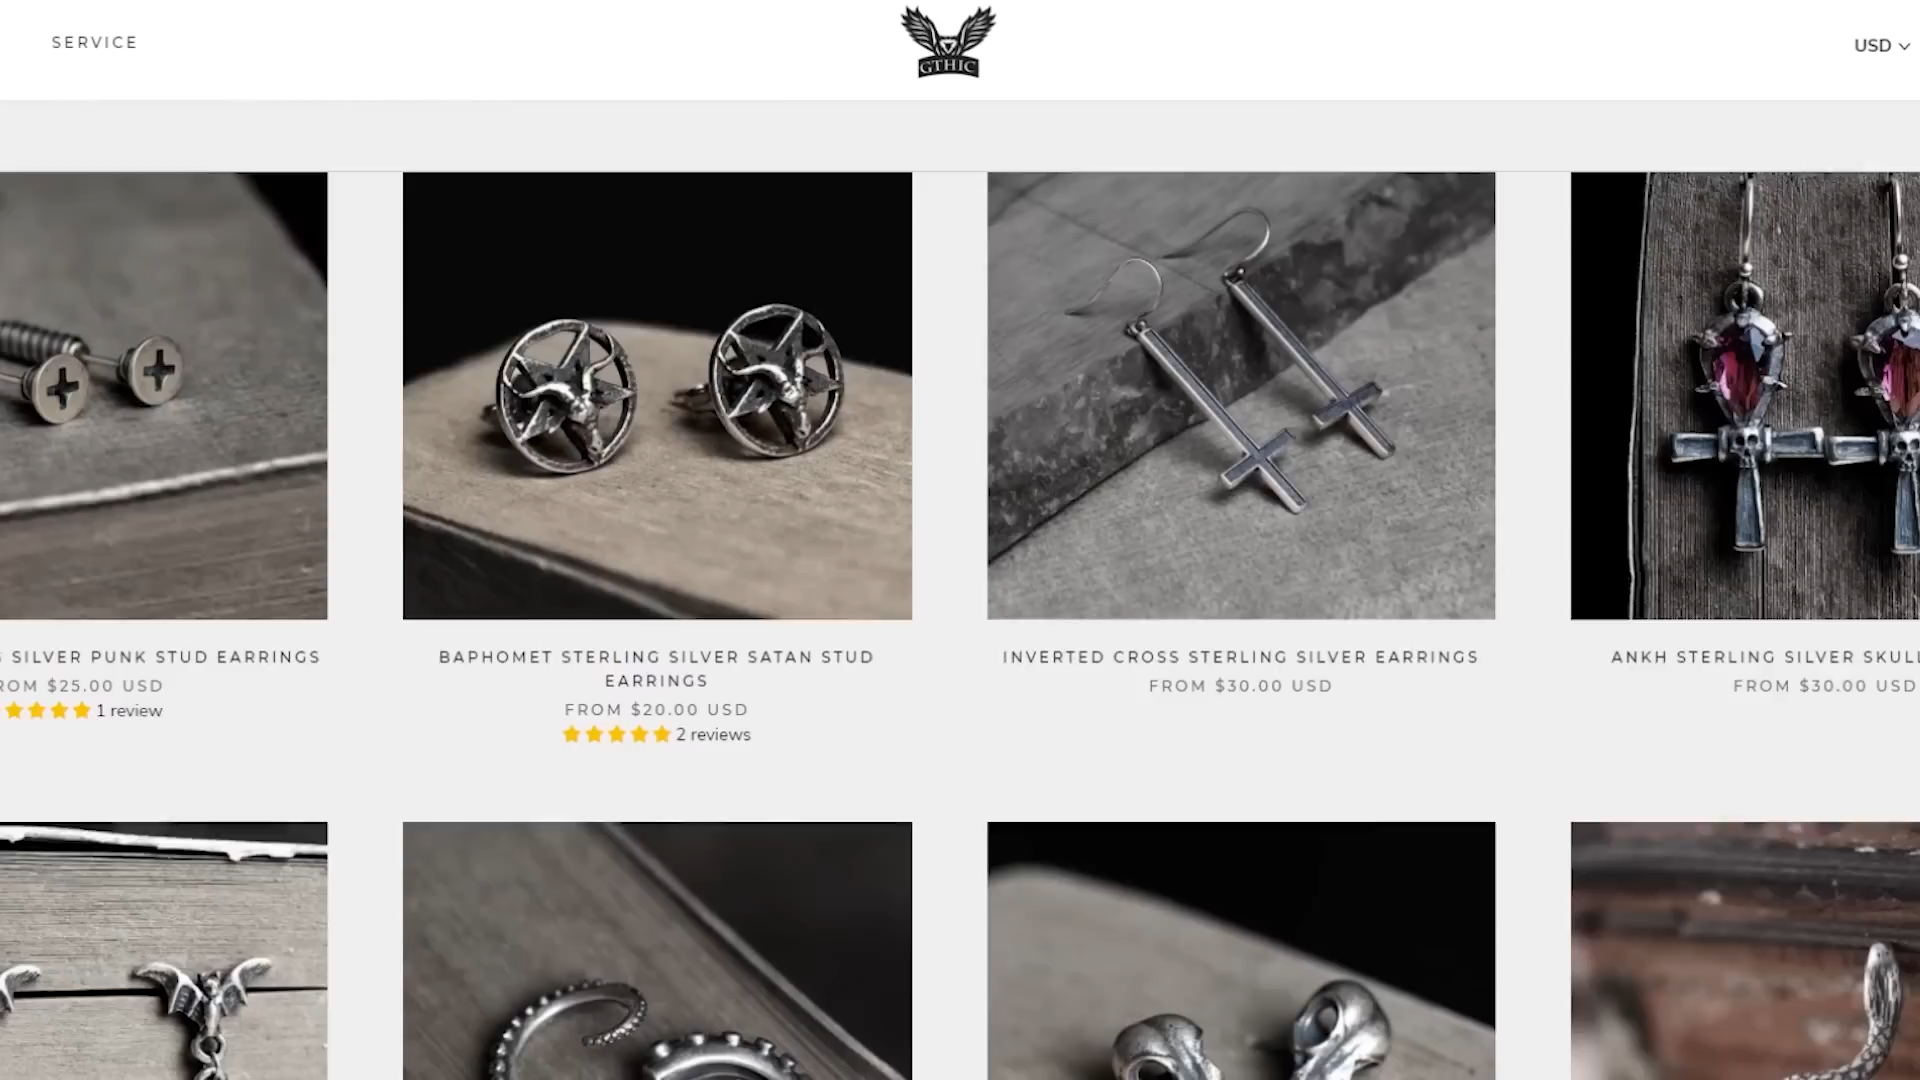 SERVICE
GTHIC
USD
SILVER PUNK STUD EARRINGS
$25.00 USD
1 review
BAPHOMET STERLING SILVER SATAN STUD
EARRINGS
FROM $20.00 USD
2 reviews
INVERTED CROSS STERLING SILVER EARRINGS
FROM $30.00 USD
ANKH STERLING SILVER SKULL
FROM $30.00 USD